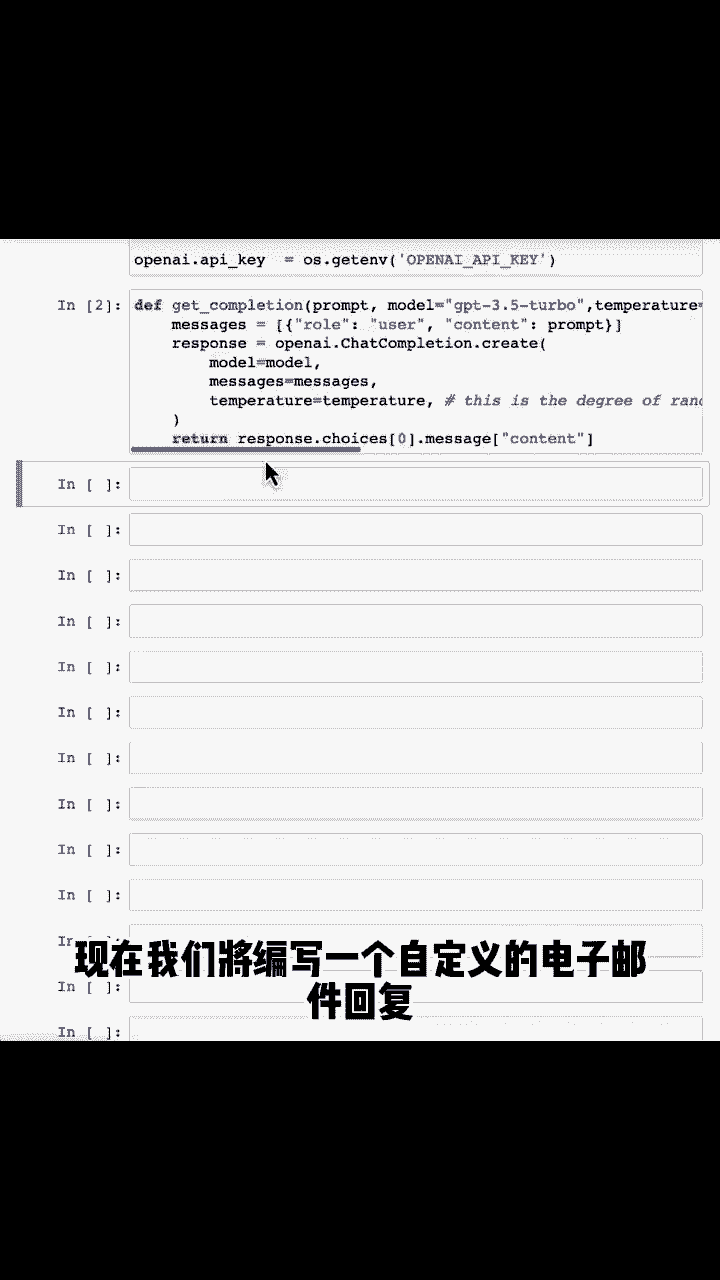 openai.api_key  = os.getenv('OPENAI_API_KEY')
In [2]: def get_completion(prompt, model="gpt-3.5-turbo",temperature=
messages = [{"role": "user", "content": prompt}]
response = openai.ChatCompletion.create(
model=model,
messages=messages,
temperature=temperature, # this is the degree of ran
)
return response.choices[0].message["content"]
In [ ]:
In [ ]:
In [ ]:
In [ ]:
In [ ]:
In [ ]:
In [ ]:
In [ ]:
In [ ]:
In [ ]:
现在我们將编写一个自定义的电子邮
In [ ]:
件回复
In [ ]: